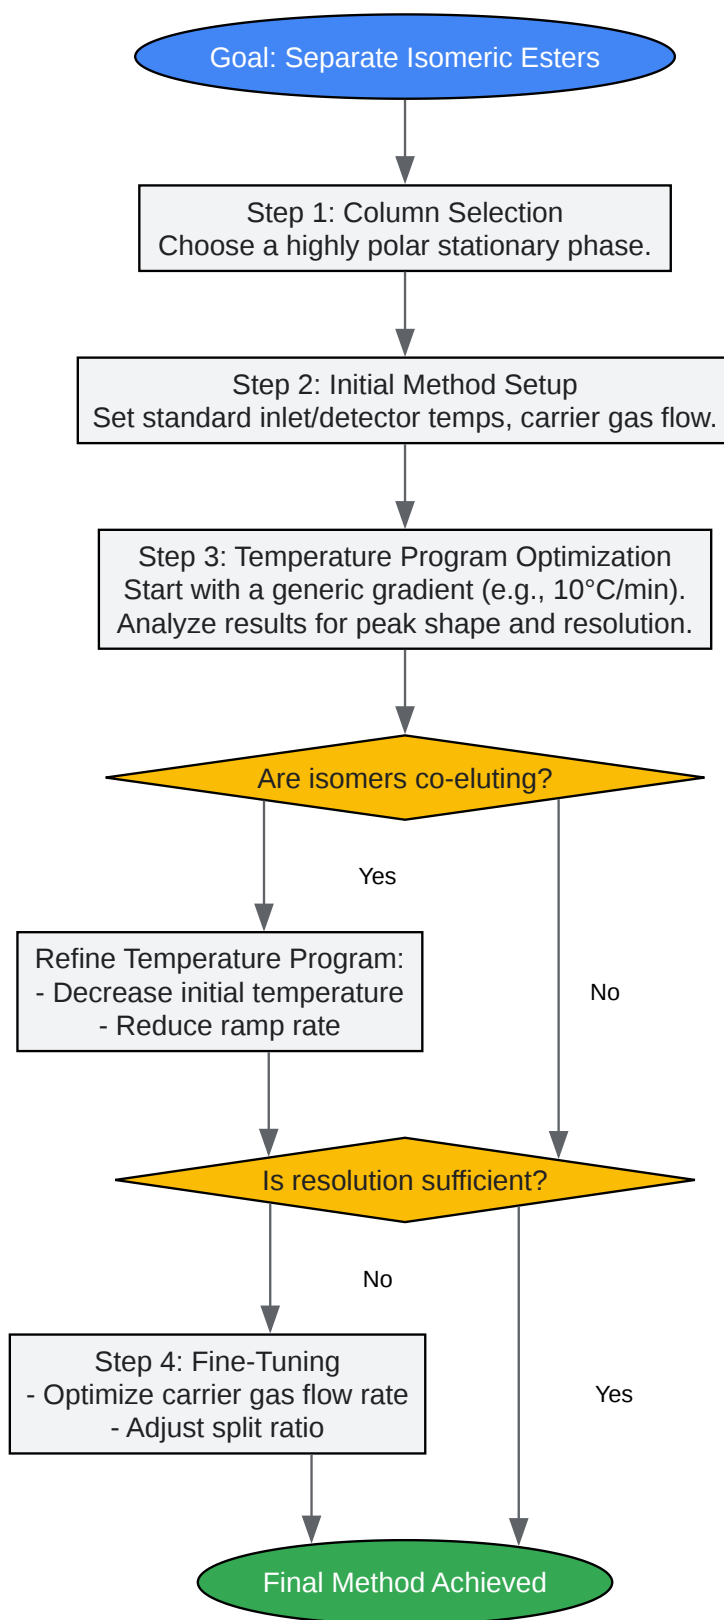 Goal: Separate Isomeric Esters
Step 1: Column Selection
Choose a highly polar stationary phase.
Step 2: Initial Method Setup
Set standard inlet/detector temps, carrier gas flow.
Step 3: Temperature Program Optimization
Start with a generic gradient (e.g., 10°C/min).
Analyze results for peak shape and resolution.
Are isomers co-eluting?
Yes
Refine Temperature Program:
- Decrease initial temperature
- Reduce ramp rate
No
Is resolution sufficient?
No
Step 4: Fine-Tuning
- Optimize carrier gas flow rate
- Adjust split ratio
Yes
Final Method Achieved